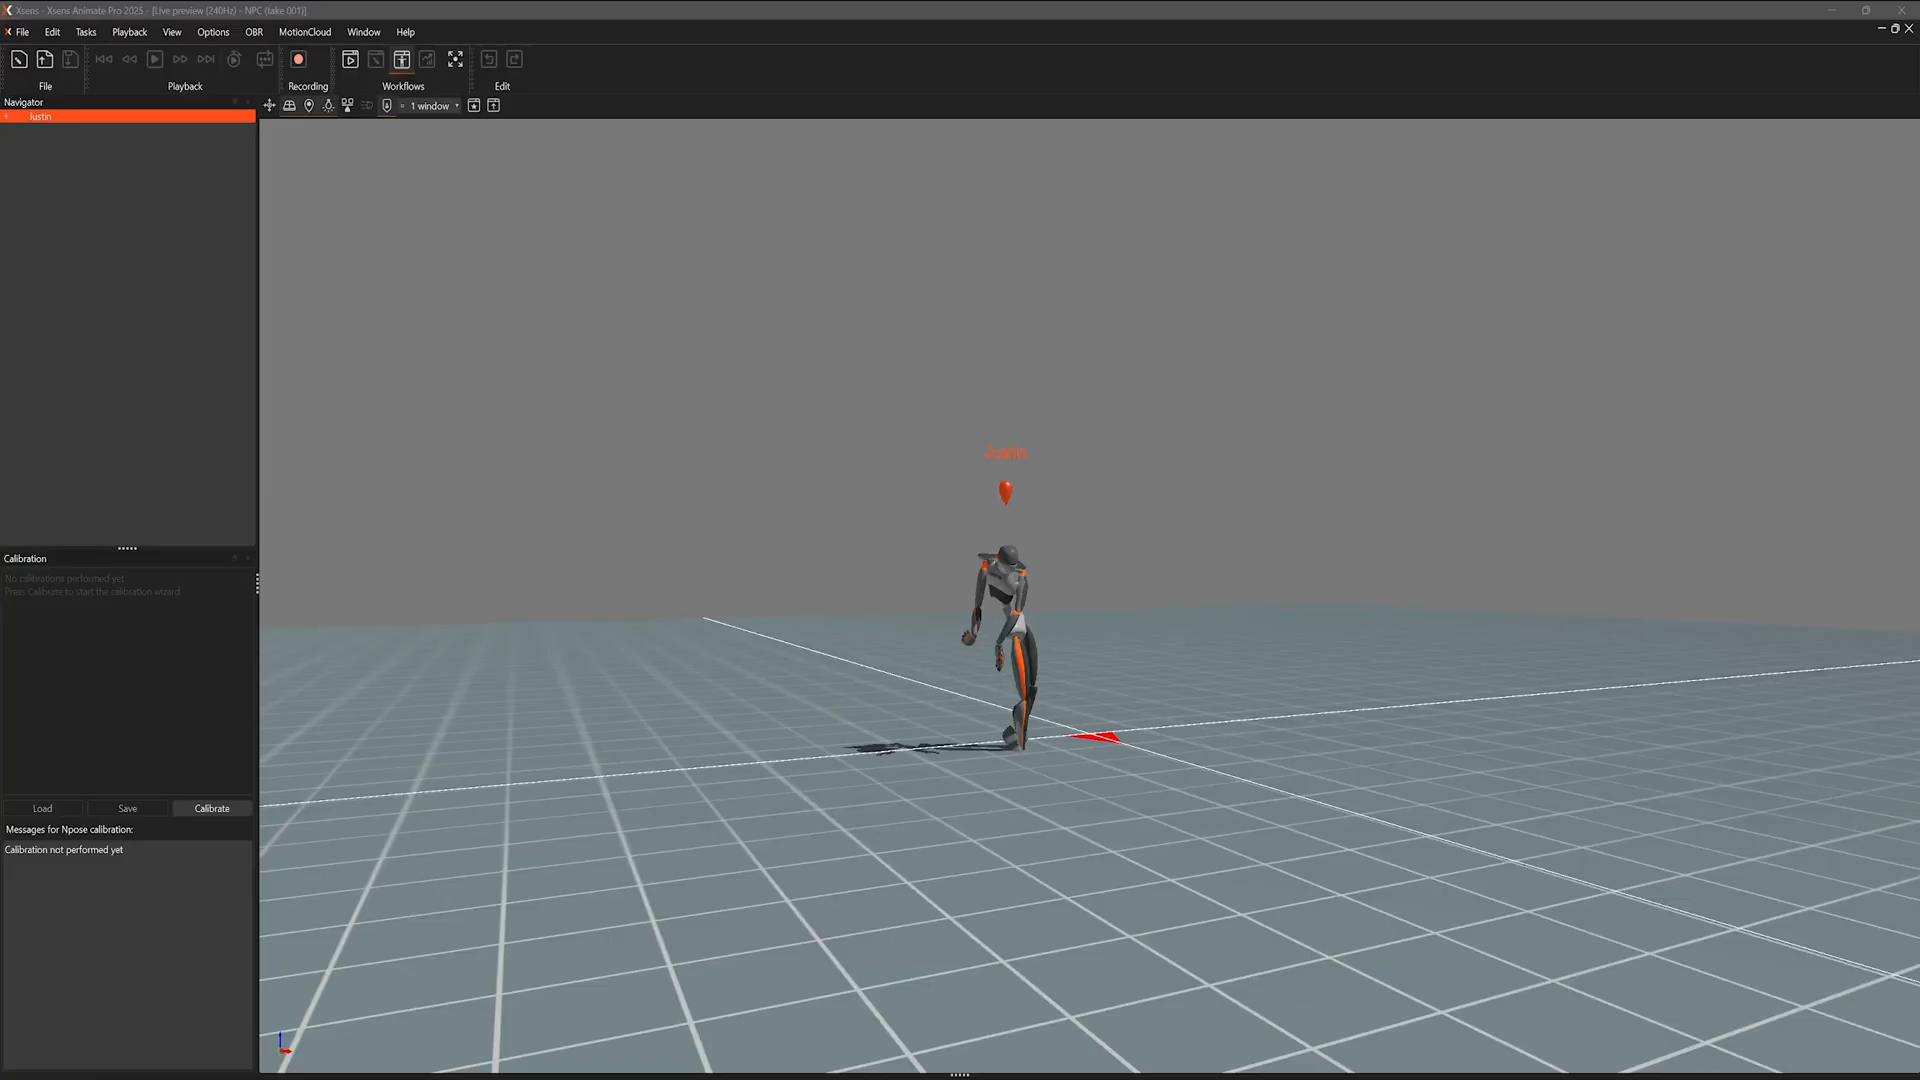 Xsens - Xsens Animate Pro 2025 - [Live preview (240Hz) - NPC (take 001)]
File Edit Tasks Playback View Options OBR MotionCloud Window Help
File Playback Recording Workflows Edit
Navigator
1 window
Justin
Justin
Calibration
No calibrations performed yet
Press Calibrate to start the calibration wizard
Load Save Calibrate
Messages for Npose calibration:
Calibration not performed yet